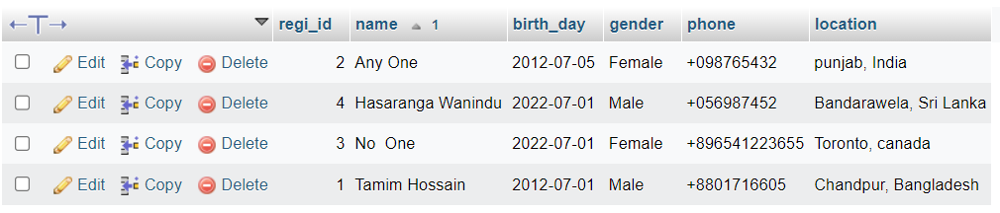 ←T→ regi_id name 1 birth_day gender phone location
Edit Copy Delete 2 Any One 2012-07-05 Female +098765432 punjab, India
Edit Copy Delete 4 Hasaranga Wanindu 2022-07-01 Male +056987452 Bandarawela, Sri Lanka
Edit Copy Delete 3 No  One 2022-07-01 Female +896541223655 Toronto, canada
Edit Copy Delete 1 Tamim Hossain 2012-07-01 Male +8801716605 Chandpur, Bangladesh